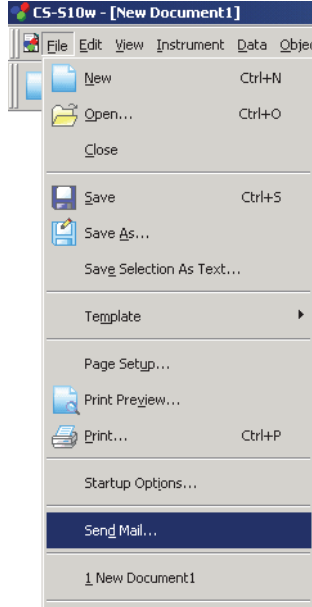 CS-S10w - [New Document1]
File Edit View Instrument Data Objec
New Ctrl+N
Open... Ctrl+O
Close
Save Ctrl+S
Save As...
Save Selection As Text...
Template
Page Setup...
Print Preview...
Print... Ctrl+P
Startup Options...
Send Mail...
1 New Document1